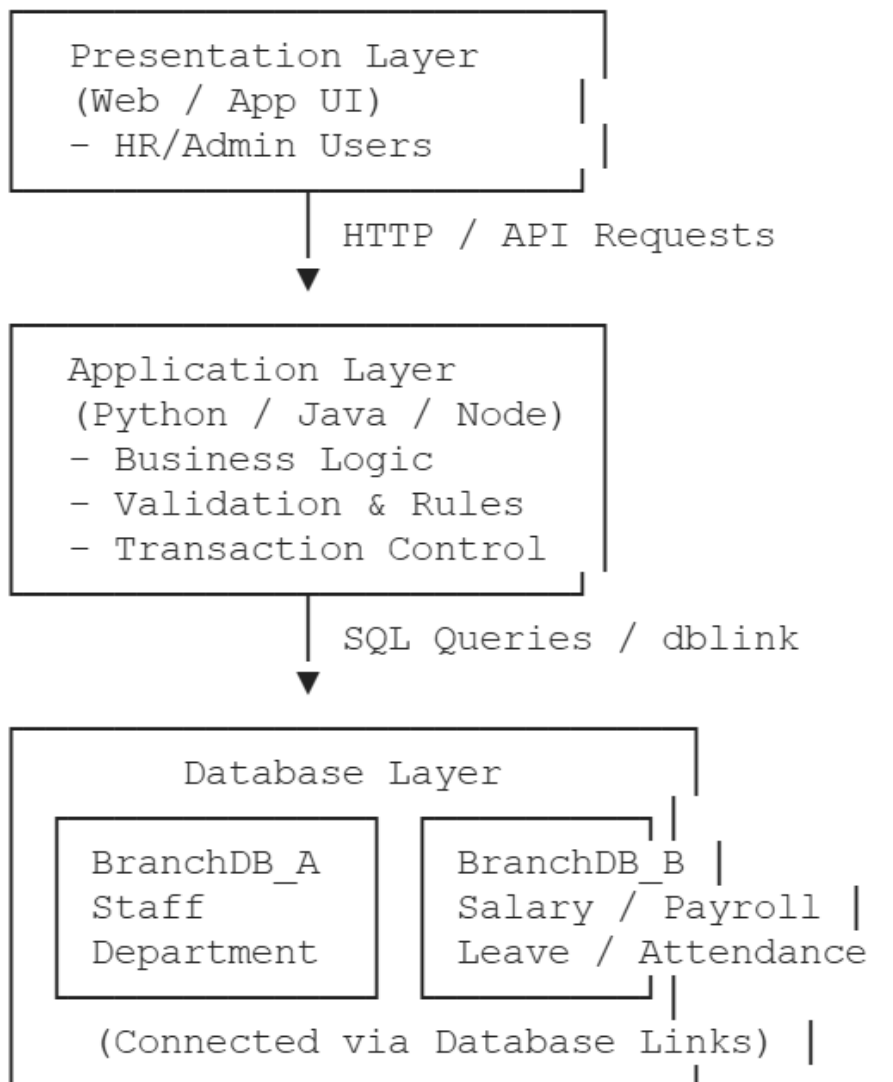 Presentation Layer
(Web / App UI)
- HR/Admin Users
HTTP / API Requests
Application Layer
(Python / Java / Node)
- Business Logic
- Validation & Rules
- Transaction Control
SQL Queries / dblink
Database Layer
BranchDB_A
Staff
Department
BranchDB_B
Salary / Payroll
Leave / Attendance
(Connected via Database Links)